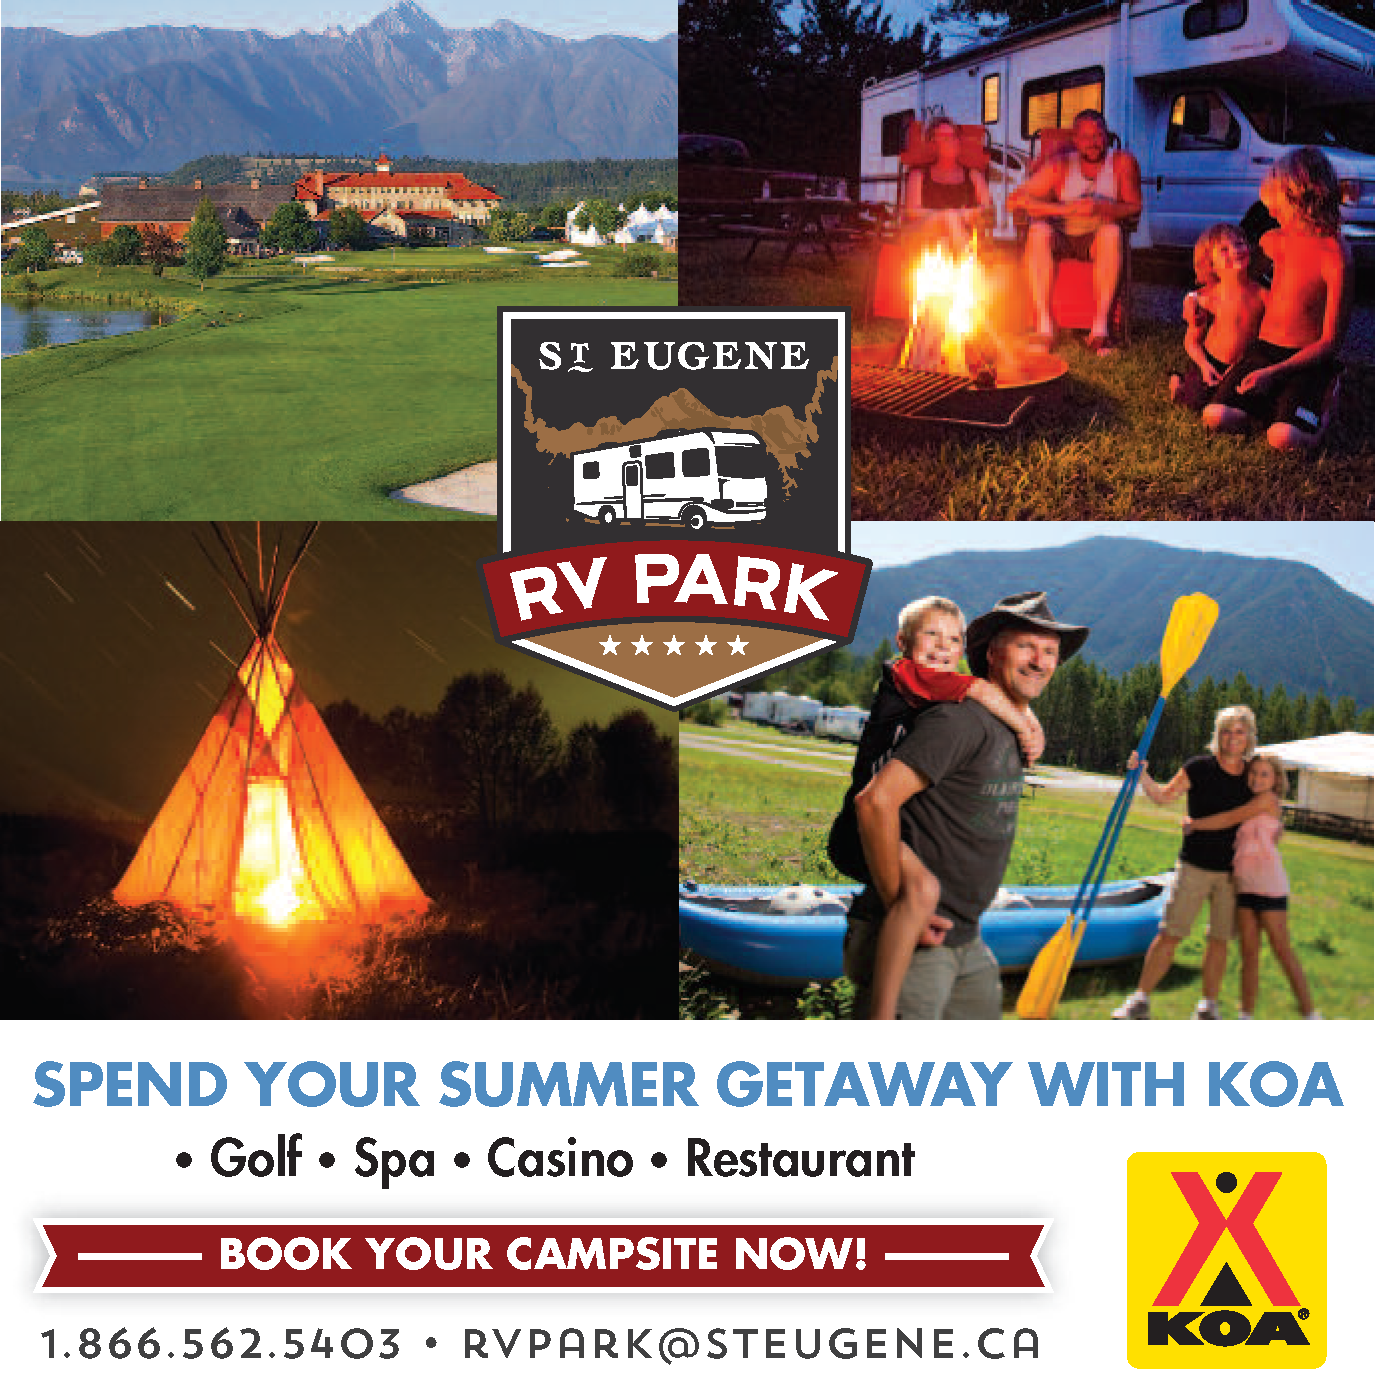 ST EUGENE
RV PARK
SPEND YOUR SUMMER GETAWAY WITH KOA
• Golf • Spa • Casino • Restaurant
BOOK YOUR CAMPSITE NOW!
KOA®
1.866.562.5403 • RVPARK@STEUGENE.CA